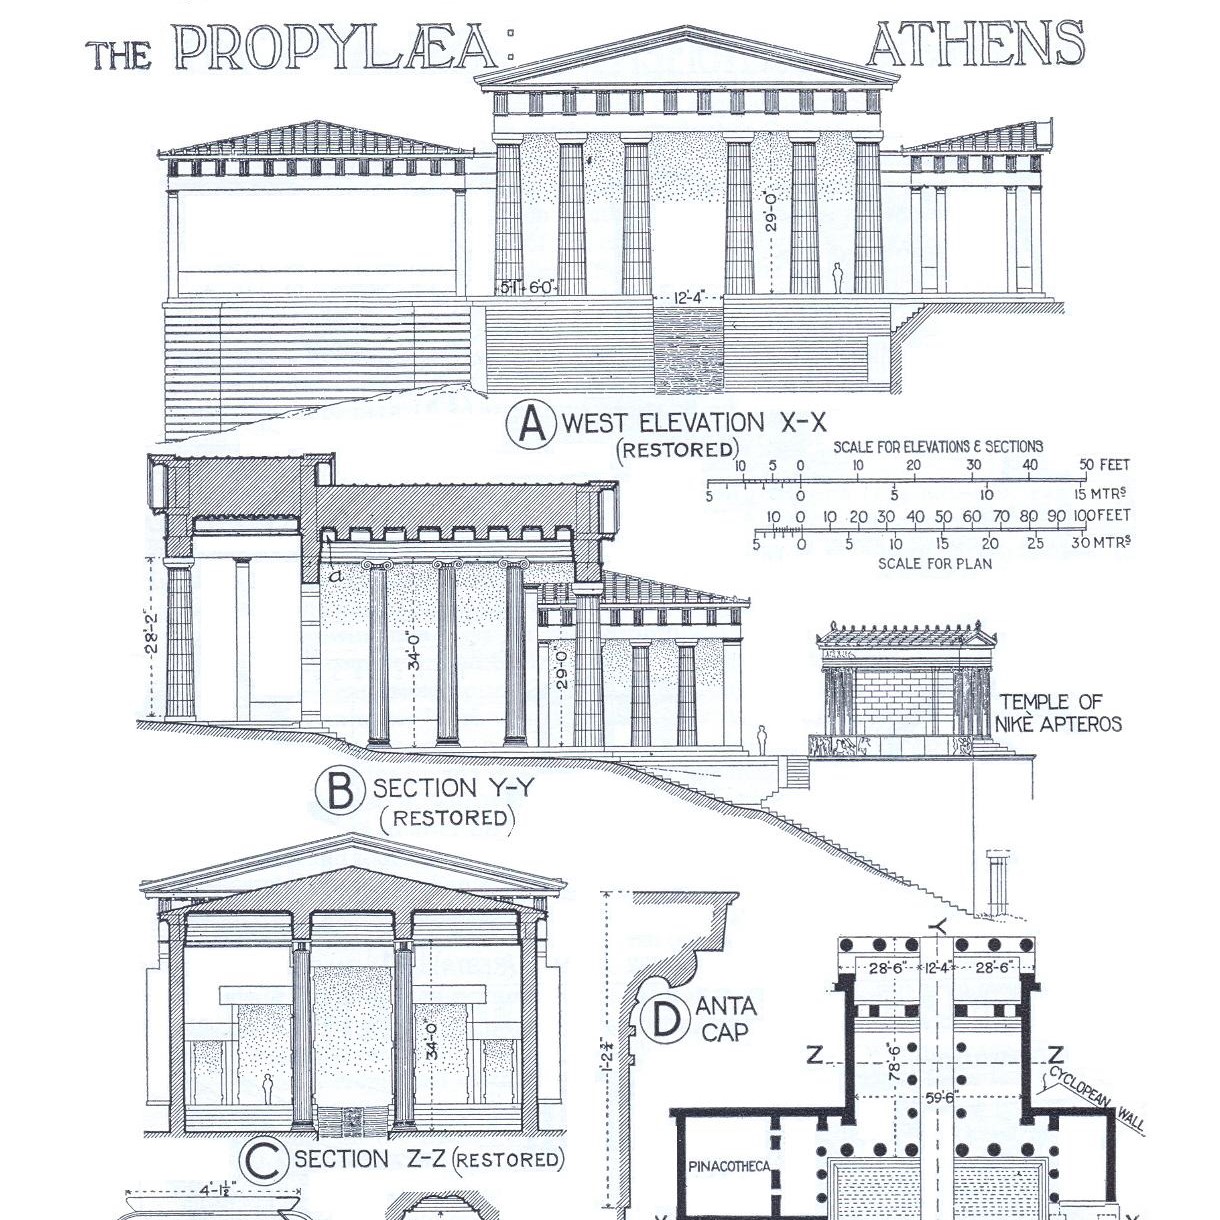 THE PROPYLÆA: ATHENS
29'-0"
5'-1" 6'-0"
12'-4"
A WEST ELEVATION X-X
(RESTORED)
SCALE FOR ELEVATIONS & SECTIONS
10 5 0 10 20 30 40 50 FEET
5 0 5 10 15 MTRS
10 0 10 20 30 40 50 60 70 80 90 100 FEET
5 0 5 10 15 20 25 30 MTRS
SCALE FOR PLAN
a
28'-2"
34'-0"
29'-0"
TEMPLE OF
NIKÈ APTEROS
B SECTION Y-Y
(RESTORED)
34'-0"
C SECTION Z-Z (RESTORED)
D ANTA
CAP
Y
28'-6" 12'-4" 28'-6"
Z Z
78'-6"
59'-6"
CYCLOPEAN WALL
PINACOTHECA
4'-1½"